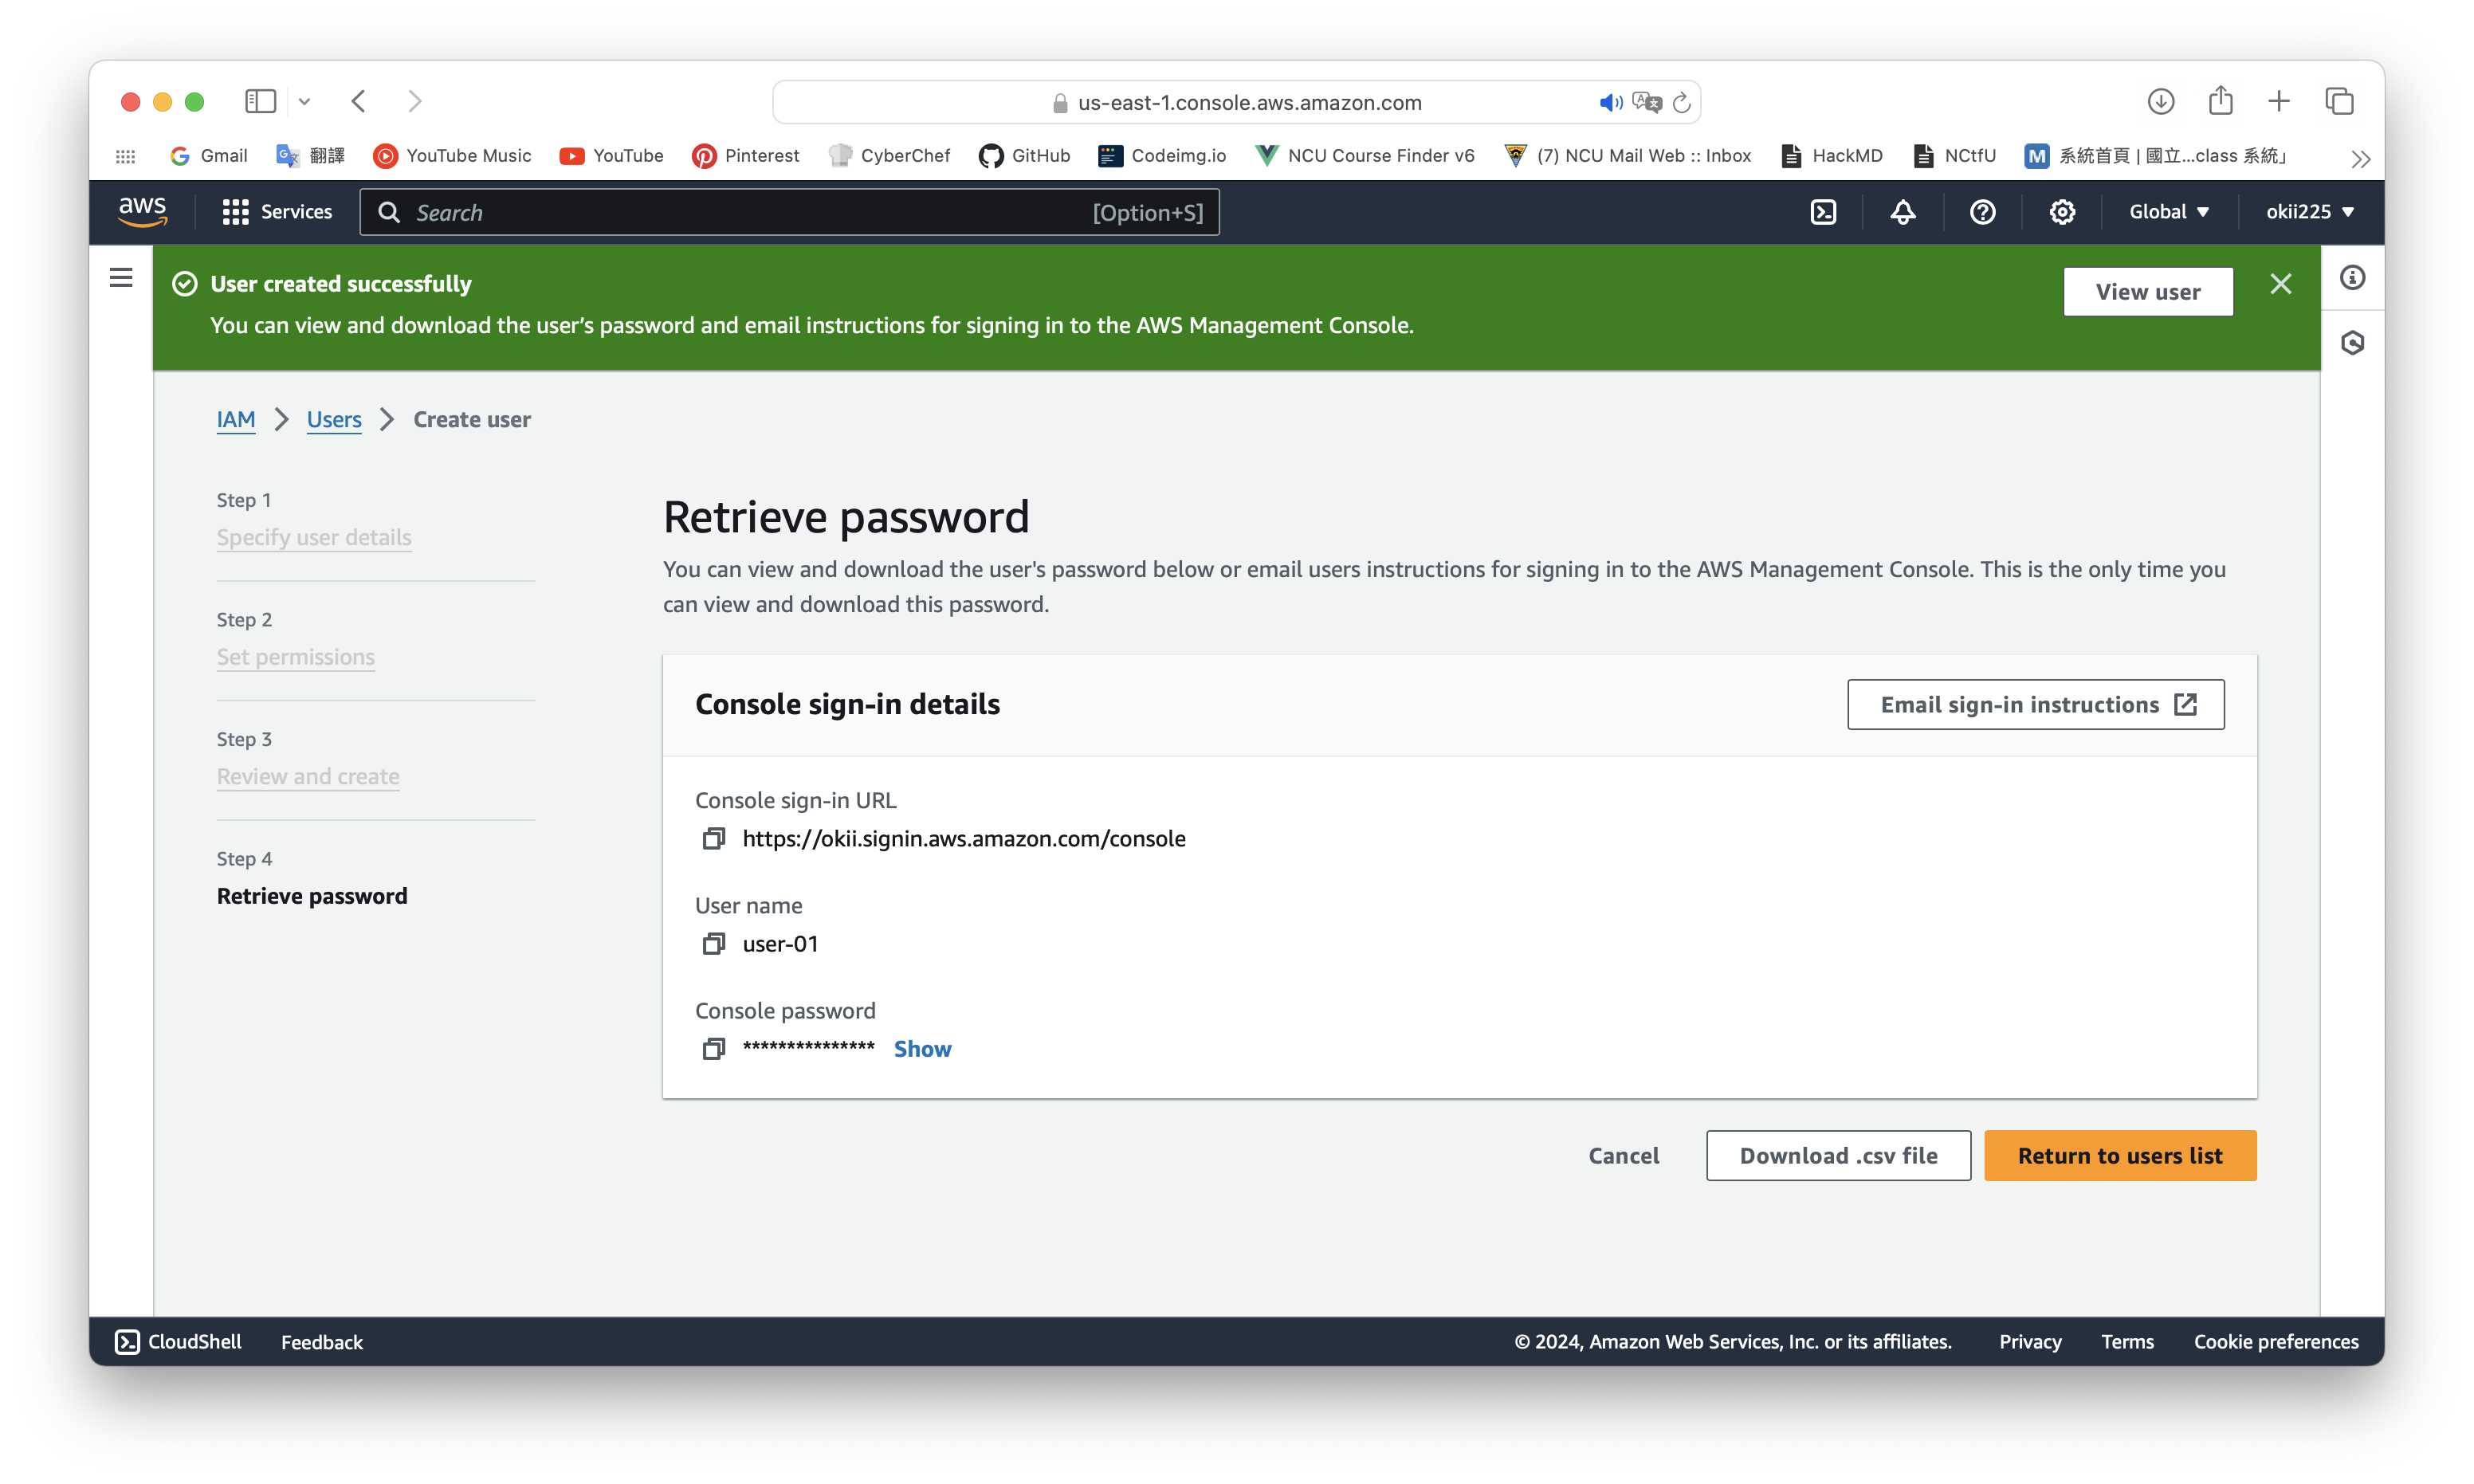 us-east-1.console.aws.amazon.com
Gmail 翻譯 YouTube Music YouTube Pinterest CyberChef GitHub Codeimg.io NCU Course Finder v6 (7) NCU Mail Web :: Inbox HackMD NCtfU M 系統首頁 | 國立...class 系統」
aws Services Search [Option+S] Global okii225
User created successfully
View user
You can view and download the user’s password and email instructions for signing in to the AWS Management Console.
IAM Users Create user
Step 1
Specify user details
Step 2
Set permissions
Step 3
Review and create
Step 4
Retrieve password
Retrieve password
You can view and download the user's password below or email users instructions for signing in to the AWS Management Console. This is the only time you
can view and download this password.
Console sign-in details
Email sign-in instructions
Console sign-in URL
https://okii.signin.aws.amazon.com/console
User name
user-01
Console password
*************** Show
Cancel Download .csv file Return to users list
CloudShell Feedback © 2024, Amazon Web Services, Inc. or its affiliates. Privacy Terms Cookie preferences